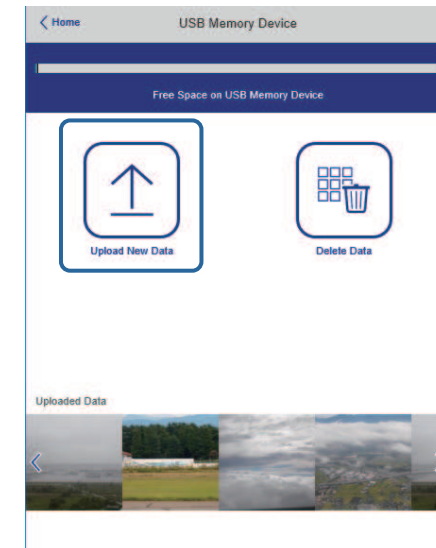 Home
USB Memory Device
Free Space on USB Memory Device
Upload New Data
Delete Data
Uploaded Data